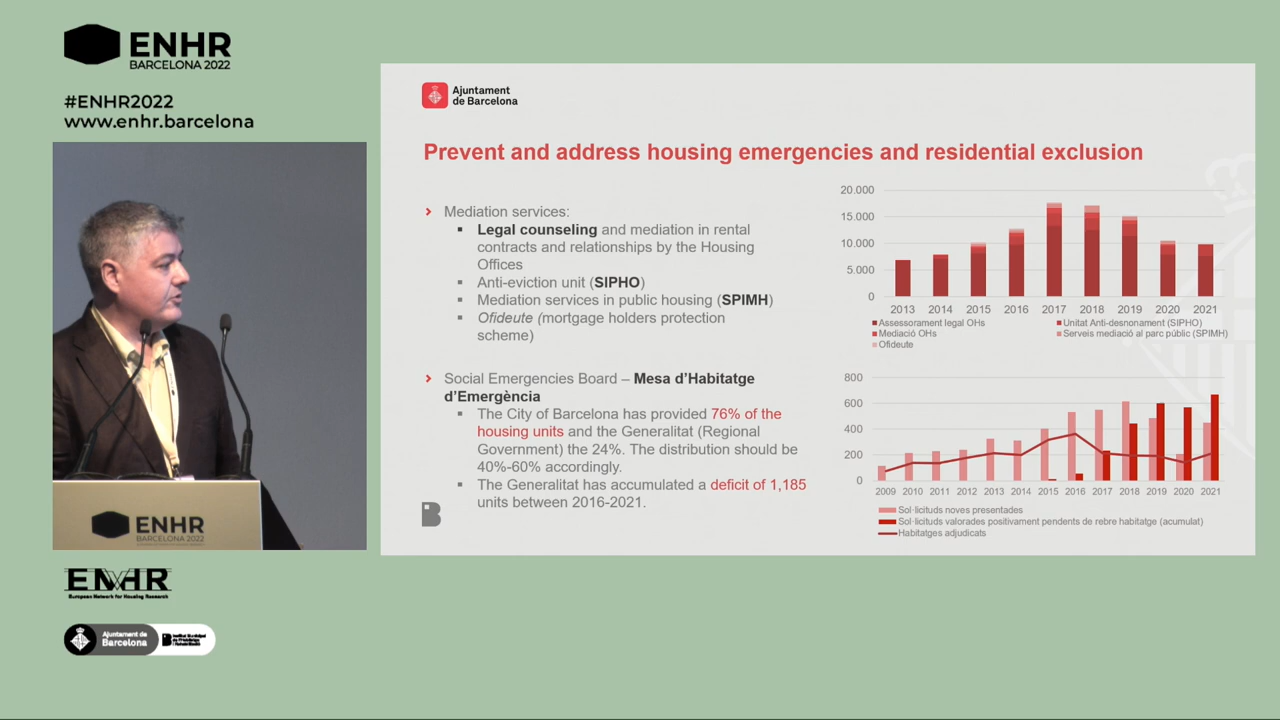 ENHR
BARCELONA 2022
#ENHR2022
www.enhr.barcelona
Ajuntament
de Barcelona
Prevent and address housing emergencies and residential exclusion
› Mediation services:
▪ Legal counseling and mediation in rental
contracts and relationships by the Housing
Offices
▪ Anti-eviction unit (SIPHO)
▪ Mediation services in public housing (SPIMH)
▪ Ofideute (mortgage holders protection
scheme)
› Social Emergencies Board – Mesa d'Habitatge
d'Emergència
▪ The City of Barcelona has provided 76% of the
housing units and the Generalitat (Regional
Government) the 24%. The distribution should be
40%-60% accordingly.
▪ The Generalitat has accumulated a deficit of 1,185
units between 2016-2021.
B
20.000
15.000
10.000
5.000
0
2013 2014 2015 2016 2017 2018 2019 2020 2021
Assessorament legal OHs
Unitat Anti-desnonament (SIPHO)
Mediació OHs
Serveis mediació al parc públic (SPIMH)
Ofideute
800
600
400
200
0
2009 2010 2011 2012 2013 2014 2015 2016 2017 2018 2019 2020 2021
Sol·licituds noves presentades
Sol·licituds valorades positivament pendents de rebre habitatge (acumulat)
Habitatges adjudicats
ENHR
BARCELONA 2022
ENHR
European Network for Housing Research
Ajuntament de
Barcelona